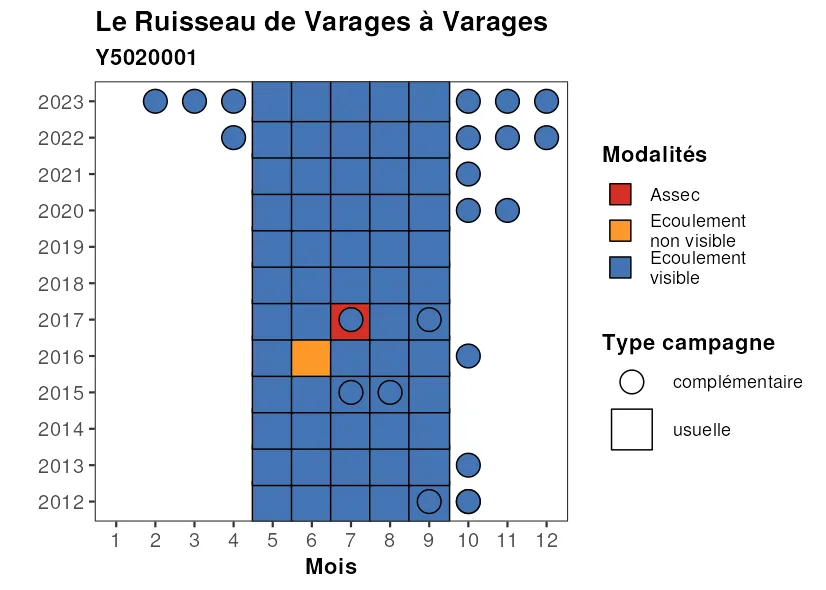 Le Ruisseau de Varages à Varages
Y5020001
2023
2022
2021
2020
2019
2018
2017
2016
2015
2014
2013
2012
1 2 3 4 5 6 7 8 9 10 11 12
Mois
Modalités
Assec
Ecoulement
non visible
Ecoulement
visible
Type campagne
complémentaire
usuelle